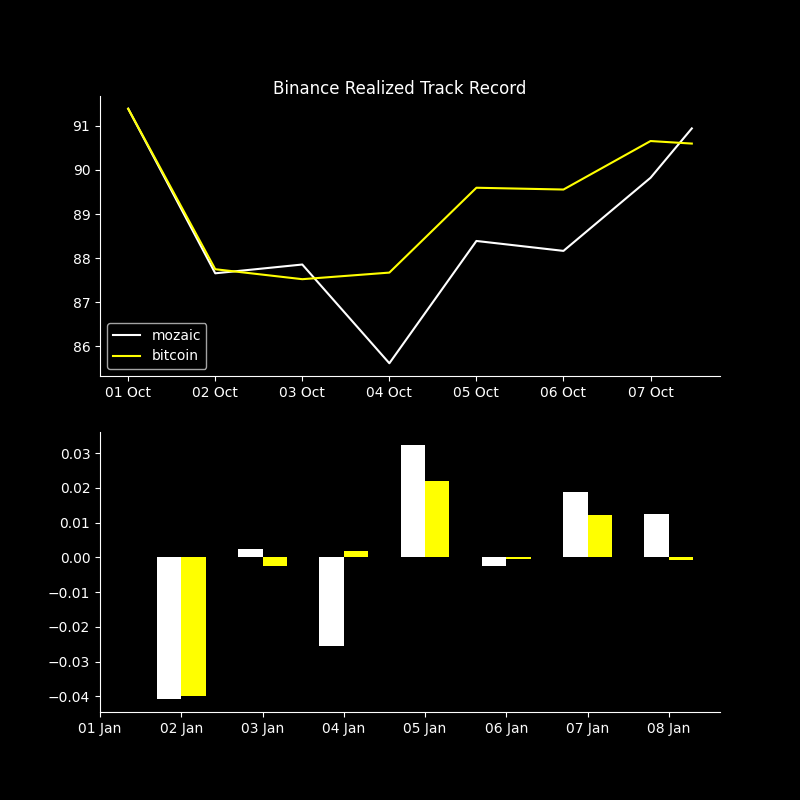 Binance Realized Track Record
91
90
89
88
87
86
mozaic
bitcoin
01 Oct 02 Oct 03 Oct 04 Oct 05 Oct 06 Oct 07 Oct
0.03
0.02
0.01
0.00
−0.01
−0.02
−0.03
−0.04
01 Jan 02 Jan 03 Jan 04 Jan 05 Jan 06 Jan 07 Jan 08 Jan